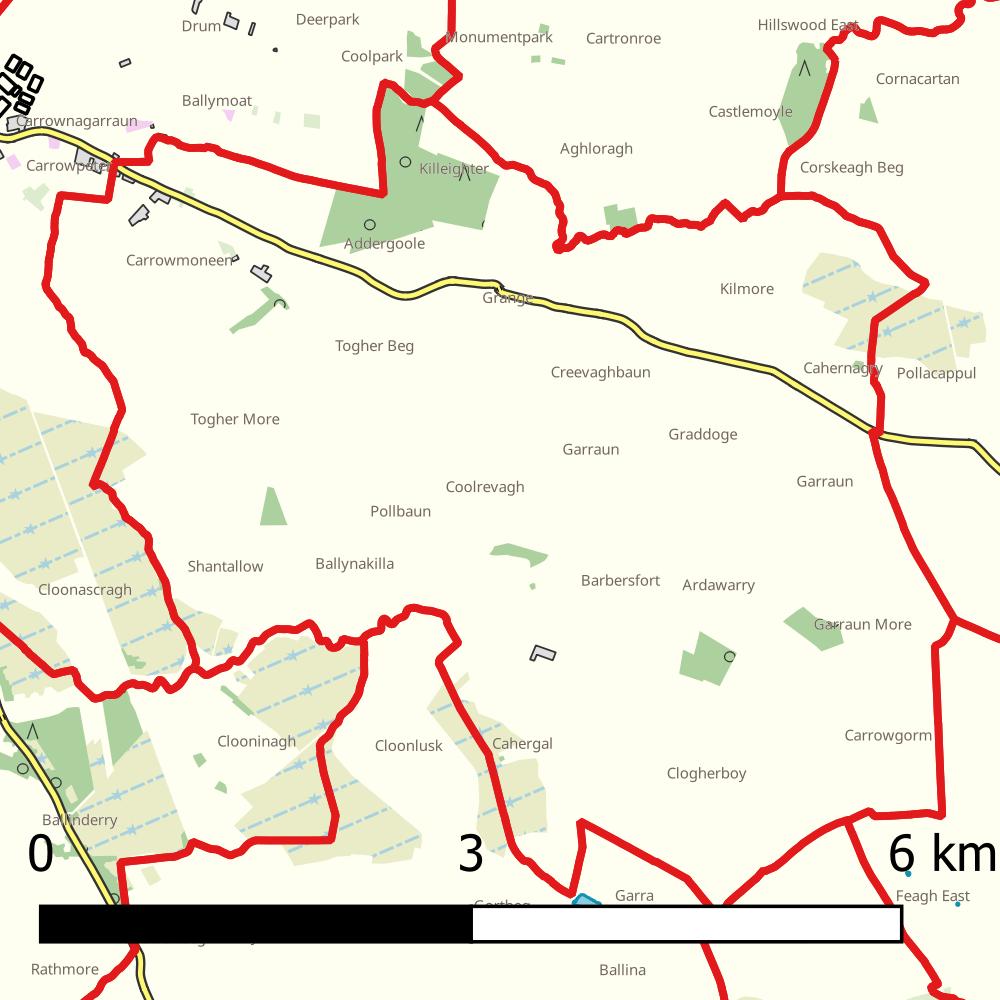 Drum
Deerpark
Hillswood East
Monumentpark
Cartronroe
Coolpark
Cornacartan
Ballymoat
Castlemoyle
Carrownagarraun
Aghloragh
Carrowpeter
Killeighter
Corskeagh Beg
Addergoole
Carrowmoneen
Kilmore
Grange
Togher Beg
Creevaghbaun
Cahernagry
Pollacappul
Togher More
Graddoge
Garraun
Garraun
Coolrevagh
Pollbaun
Shantallow
Ballynakilla
Barbersfort
Ardawarry
Cloonascragh
Garraun More
Clooninagh
Cloonlusk
Cahergal
Carrowgorm
Clogherboy
Ballinderry
0 3 6 km
Garra
Feagh East
Rathmore
Ballina